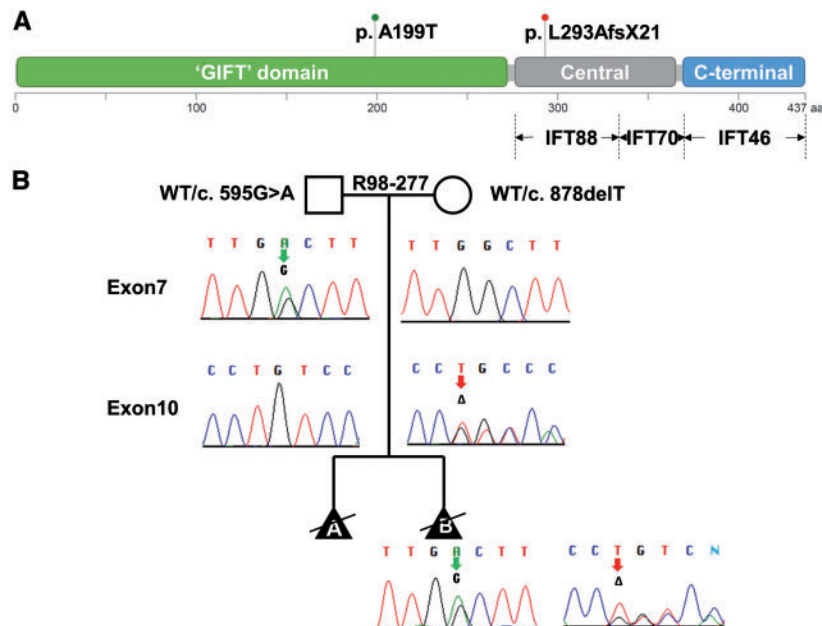 A
p. A199T
p. L293AfsX21
'GIFT' domain
Central
C-terminal
0
100
200
300
400
437 aa
IFT88
IFT70
IFT46
B
WT/c. 595G>A
R98-277
WT/c. 878delT
Exon7
T T G A C T T
G
T T G G C T T
Exon10
C C T G T C C
C C T G C C C
Δ
A
B
T T G A C T T
G
C C T G T C N
Δ